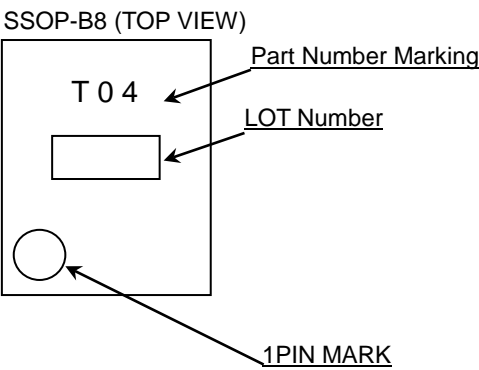 SSOP-B8 (TOP VIEW)
Part Number Marking
T 0 4
LOT Number
1PIN MARK